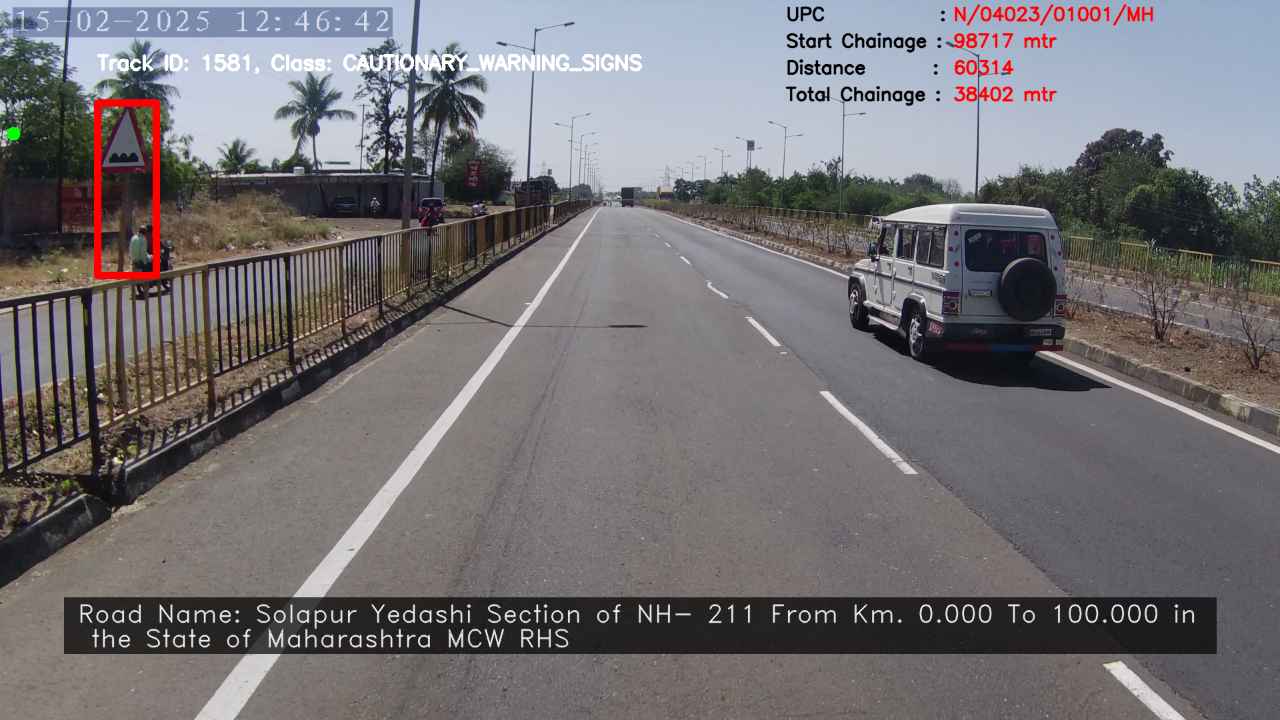 15-02-2025 12:46:42
Track ID: 1581, Class: CAUTIONARY_WARNING_SIGNS
UPC : N/04023/01001/MH
Start Chainage : 98717 mtr
Distance : 60314
Total Chainage : 38402 mtr
Road Name: Solapur Yedashi Section of NH- 211 From Km. 0.000 To 100.000 in
the State of Maharashtra MCW RHS